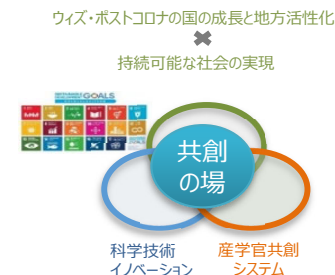 ウィズ・ポストコロナの国の成長と地方活性化
✖
持続可能な社会の実現
GOALS
共創
の場
科学技術
イノベーション
産学官共創
システム